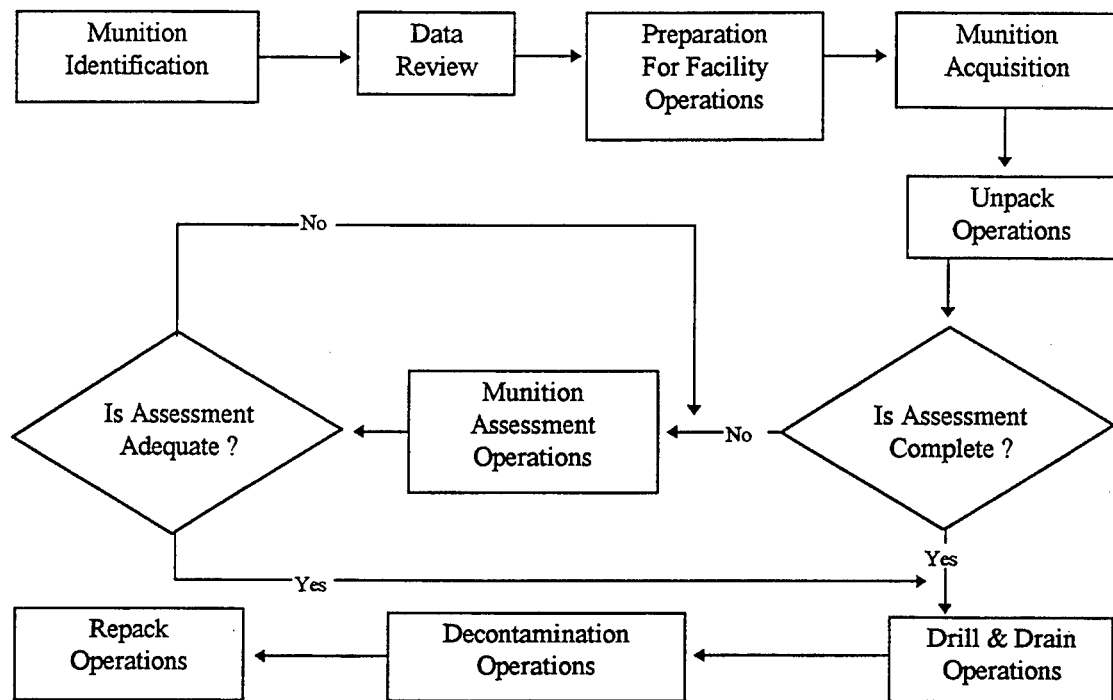 Munition
Identification
Data
Review
Preparation
For Facility
Operations
Munition
Acquisition
Unpack
Operations
No
Is Assessment
Adequate ?
Munition
Assessment
Operations
No
Is Assessment
Complete ?
Yes
Yes
Repack
Operations
Decontamination
Operations
Drill & Drain
Operations